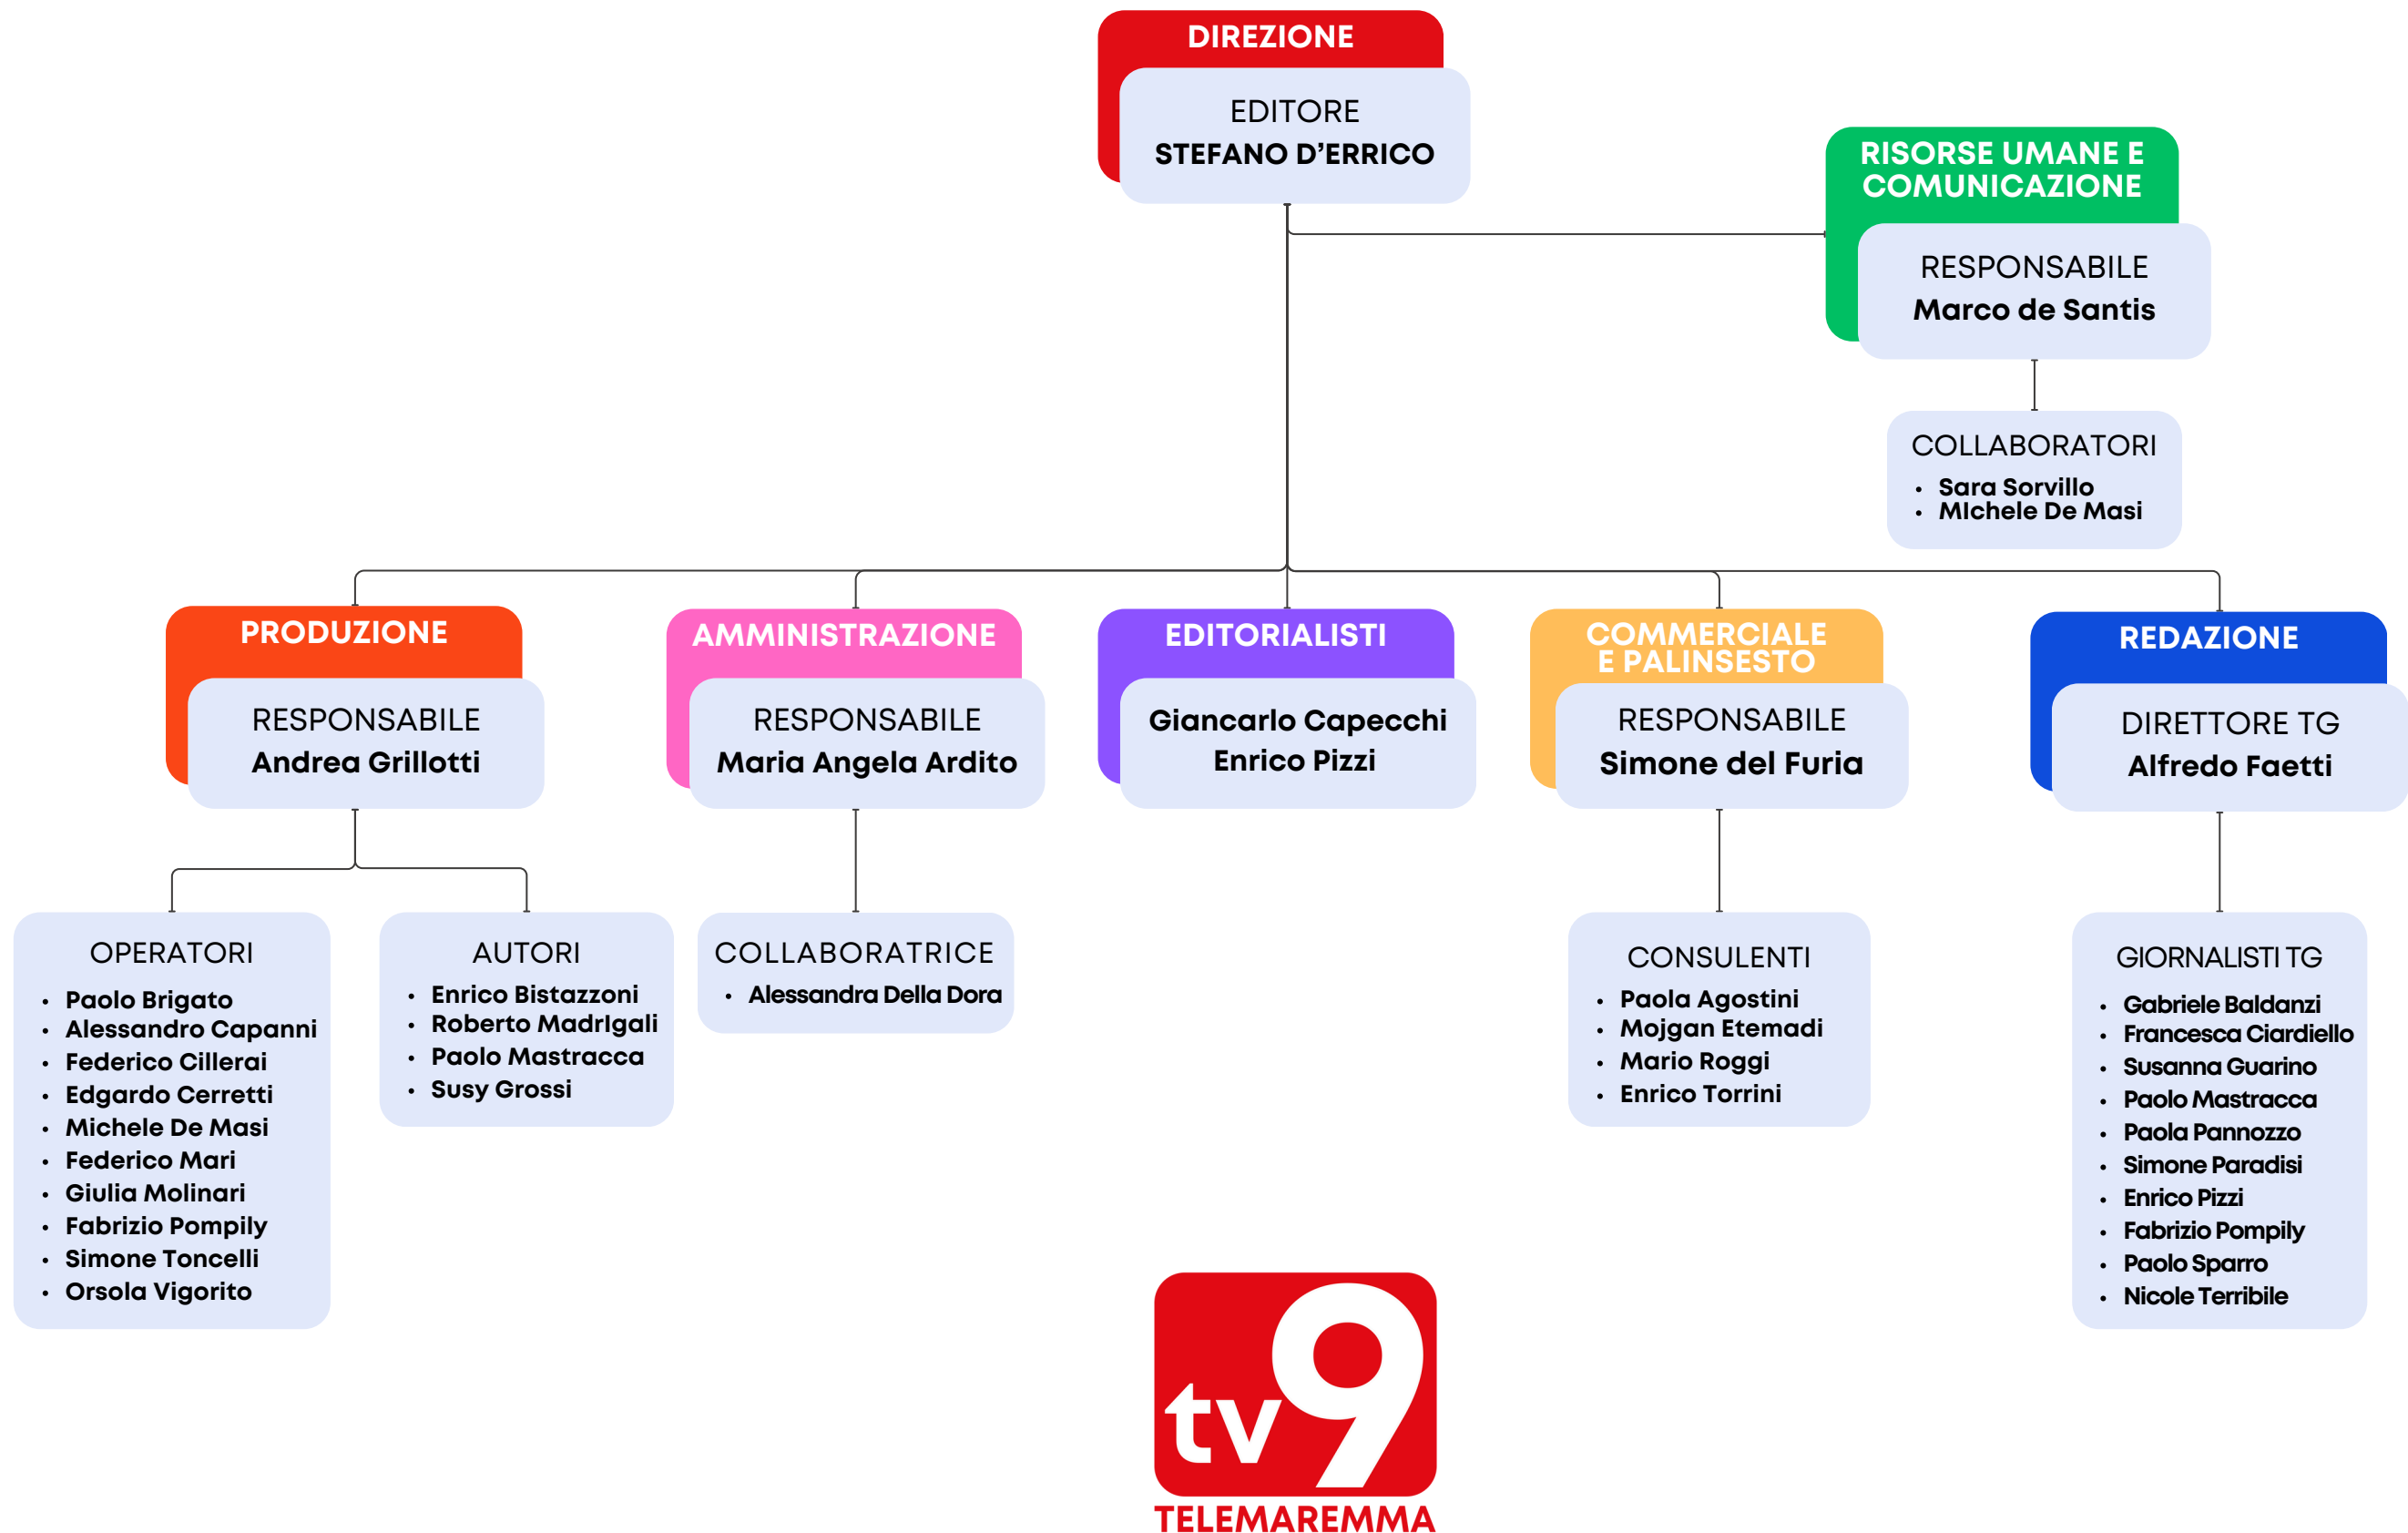 DIREZIONE
EDITORE
STEFANO D’ERRICO
RISORSE UMANE E
COMUNICAZIONE
RESPONSABILE
Marco de Santis
COLLABORATORI
• Sara Sorvillo
• MIchele De Masi
PRODUZIONE
RESPONSABILE
Andrea Grillotti
AMMINISTRAZIONE
RESPONSABILE
Maria Angela Ardito
EDITORIALISTI
Giancarlo Capecchi
Enrico Pizzi
COMMERCIALE
E PALINSESTO
RESPONSABILE
Simone del Furia
REDAZIONE
DIRETTORE TG
Alfredo Faetti
OPERATORI
• Paolo Brigato
• Alessandro Capanni
• Federico Cillerai
• Edgardo Cerretti
• Michele De Masi
• Federico Mari
• Giulia Molinari
• Fabrizio Pompily
• Simone Toncelli
• Orsola Vigorito
AUTORI
• Enrico Bistazzoni
• Roberto MadrIgali
• Paolo Mastracca
• Susy Grossi
COLLABORATRICE
• Alessandra Della Dora
CONSULENTI
• Paola Agostini
• Mojgan Etemadi
• Mario Roggi
• Enrico Torrini
GIORNALISTI TG
• Gabriele Baldanzi
• Francesca Ciardiello
• Susanna Guarino
• Paolo Mastracca
• Paola Pannozzo
• Simone Paradisi
• Enrico Pizzi
• Fabrizio Pompily
• Paolo Sparro
• Nicole Terribile
tv9
TELEMAREMMA